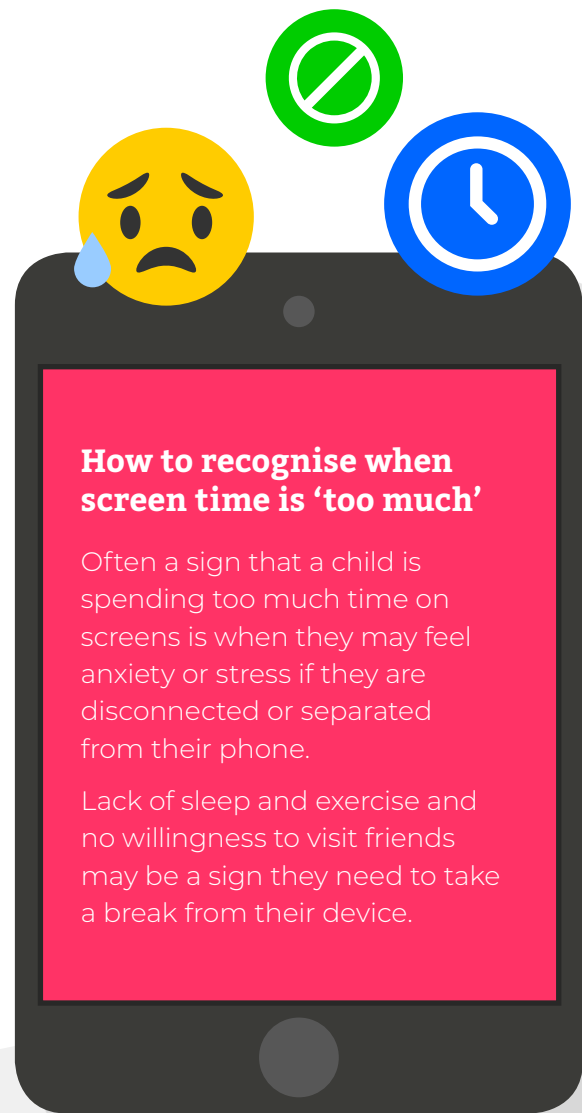 How to recognise when
screen time is ‘too much’
Often a sign that a child is
spending too much time on
screens is when they may feel
anxiety or stress if they are
disconnected or separated
from their phone.
Lack of sleep and exercise and
no willingness to visit friends
may be a sign they need to take
a break from their device.